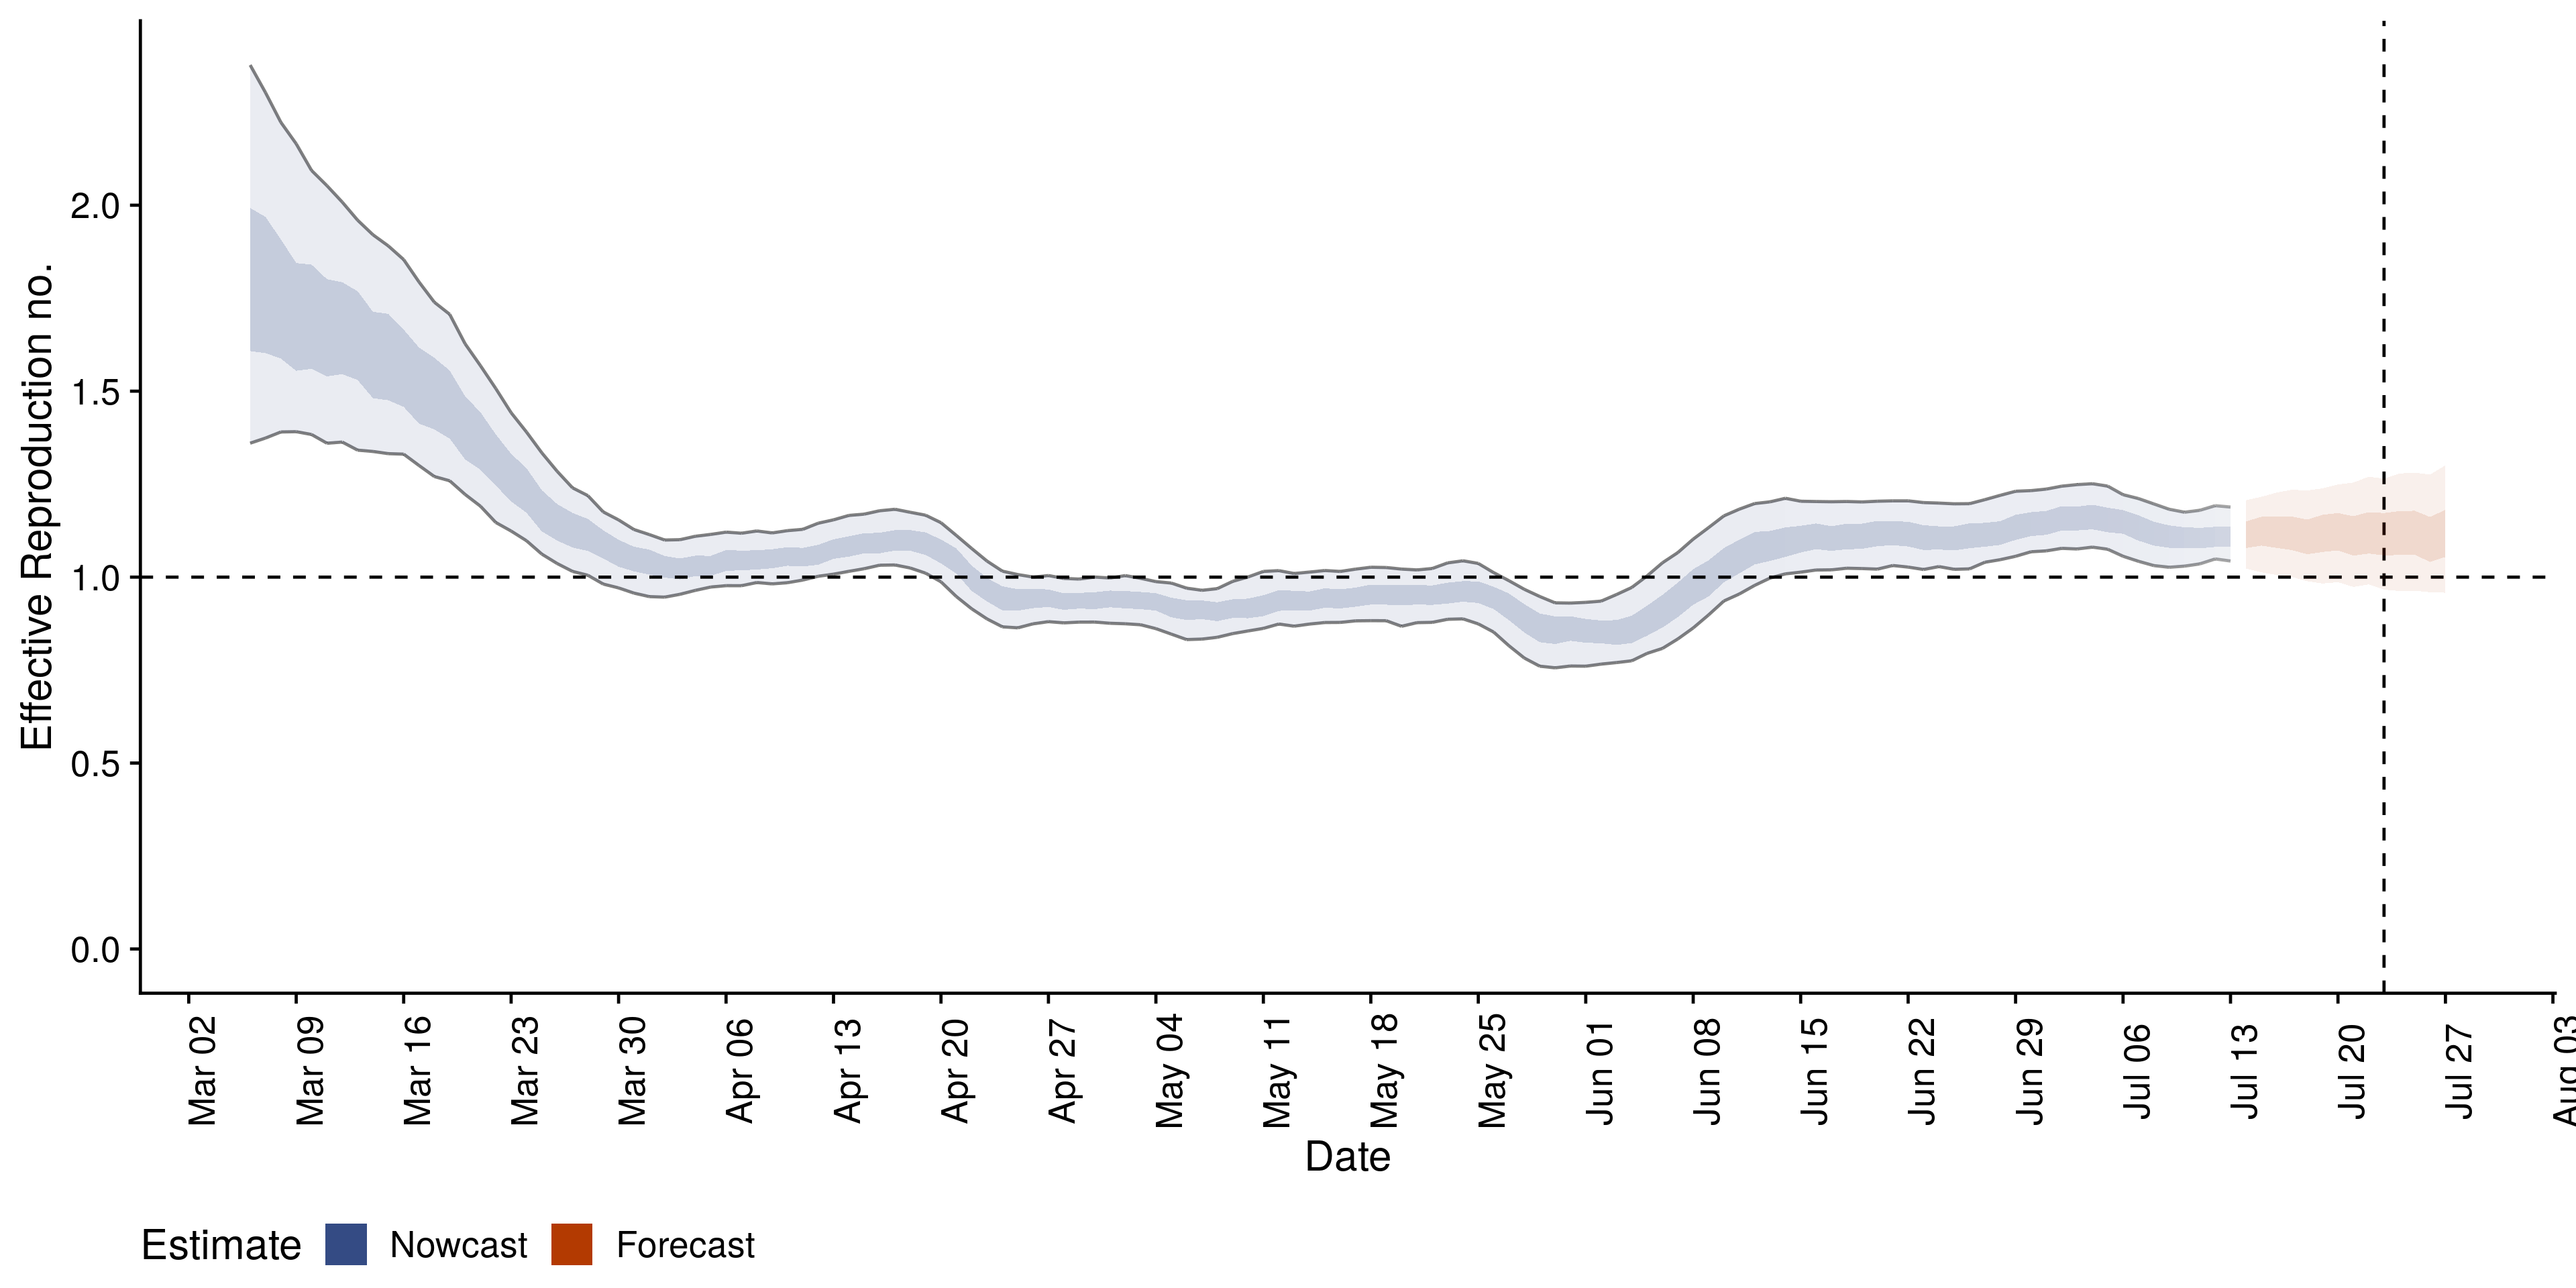 Effective Reproduction no.
2.0
1.5
1.0
0.5
0.0
Mar 02
Mar 09
Mar 16
Mar 23
Mar 30
Apr 06
Apr 13
Apr 20
Apr 27
May 04
May 11
May 18
May 25
Jun 01
Jun 08
Jun 15
Jun 22
Jun 29
Jul 06
Jul 13
Jul 20
Jul 27
Aug 03
Date
Estimate Nowcast Forecast